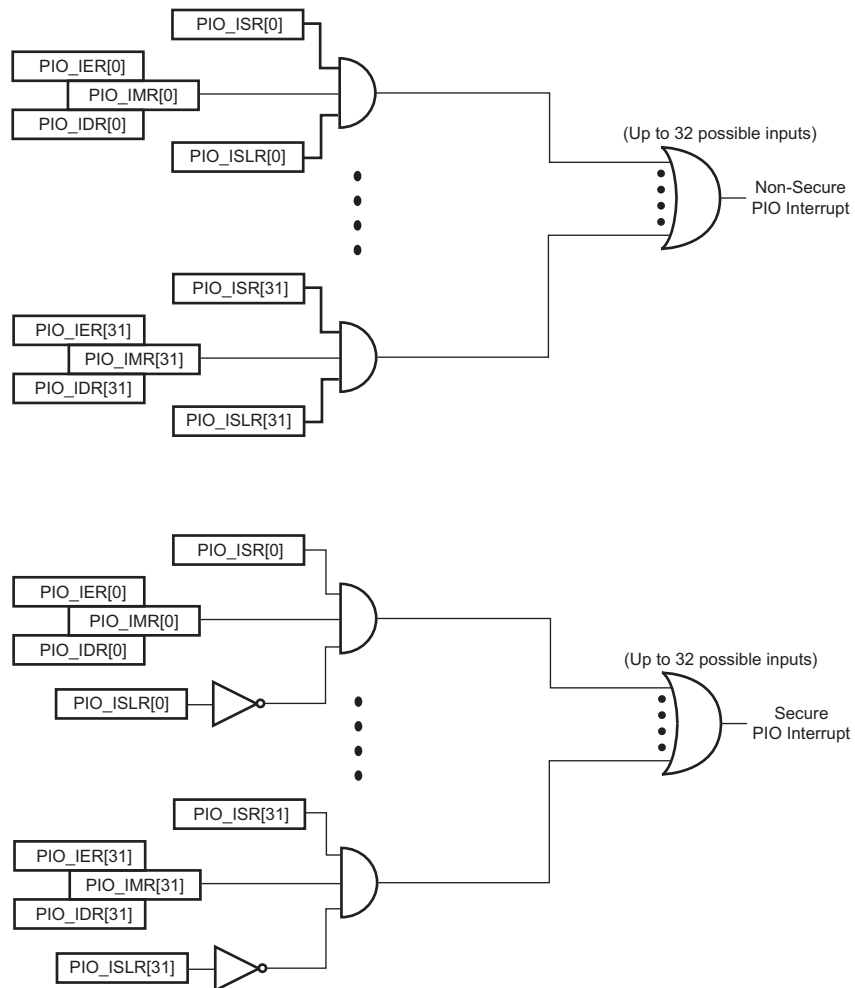 PIO_ISR[0]
PIO_IER[0]
PIO_IMR[0]
PIO_IDR[0]
PIO_ISLR[0]
(Up to 32 possible inputs)
Non-Secure
PIO Interrupt
PIO_ISR[31]
PIO_IER[31]
PIO_IMR[31]
PIO_IDR[31]
PIO_ISLR[31]
PIO_ISR[0]
PIO_IER[0]
PIO_IMR[0]
PIO_IDR[0]
PIO_ISLR[0]
(Up to 32 possible inputs)
Secure
PIO Interrupt
PIO_ISR[31]
PIO_IER[31]
PIO_IMR[31]
PIO_IDR[31]
PIO_ISLR[31]